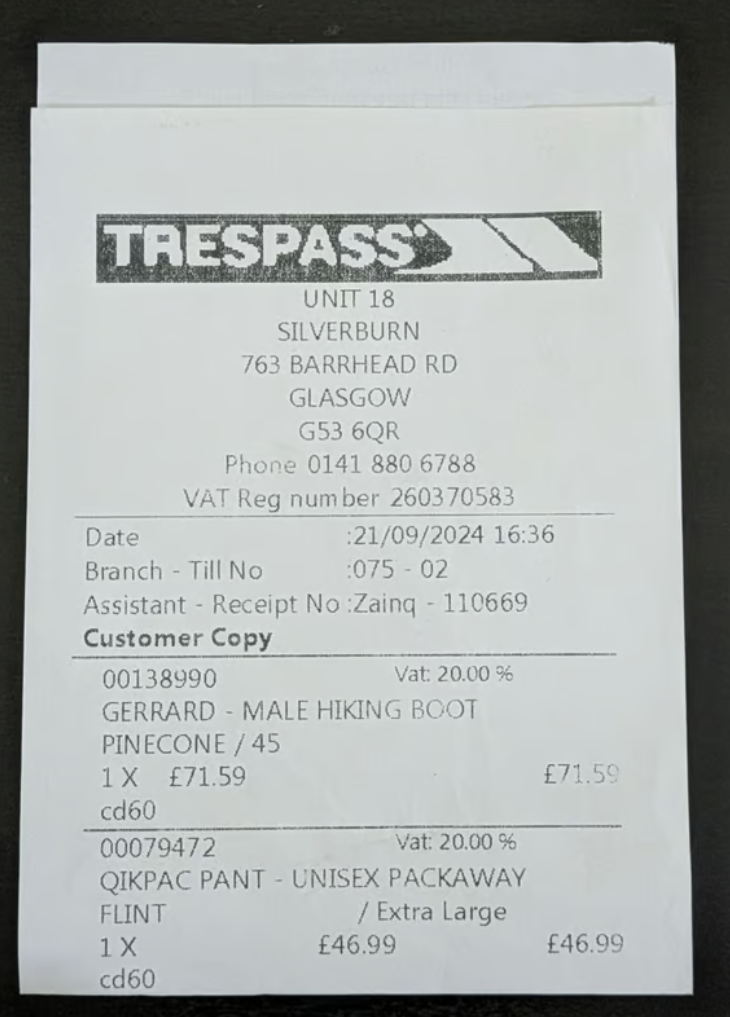 TRESPASS
UNIT 18
SILVERBURN
763 BARRHEAD RD
GLASGOW
G53 6QR
Phone 0141 880 6788
VAT Reg number 260370583
Date :21/09/2024 16:36
Branch - Till No :075 - 02
Assistant - Receipt No :Zainq - 110669
Customer Copy
00138990 Vat: 20.00 %
GERRARD - MALE HIKING BOOT
PINECONE / 45
1 X £71.59 £71.59
cd60
00079472 Vat: 20.00 %
QIKPAC PANT - UNISEX PACKAWAY
FLINT / Extra Large
1 X £46.99 £46.99
cd60